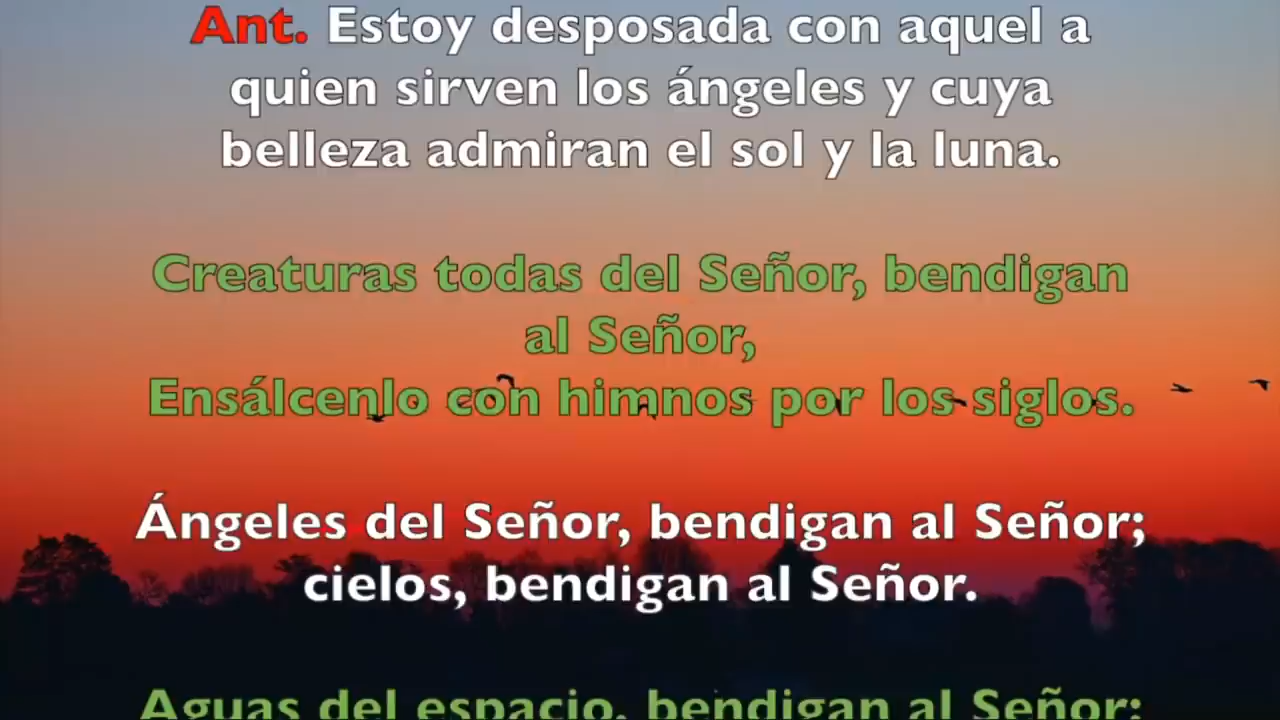 Ant. Estoy desposada con aquel a
quien sirven los ángeles y cuya
belleza admiran el sol y la luna.
Creaturas todas del Señor, bendigan
al Señor,
Ensálcenlo con himnos por los siglos.
Ángeles del Señor, bendigan al Señor;
cielos, bendigan al Señor.
Aguas del espacio, bendigan al Señor;